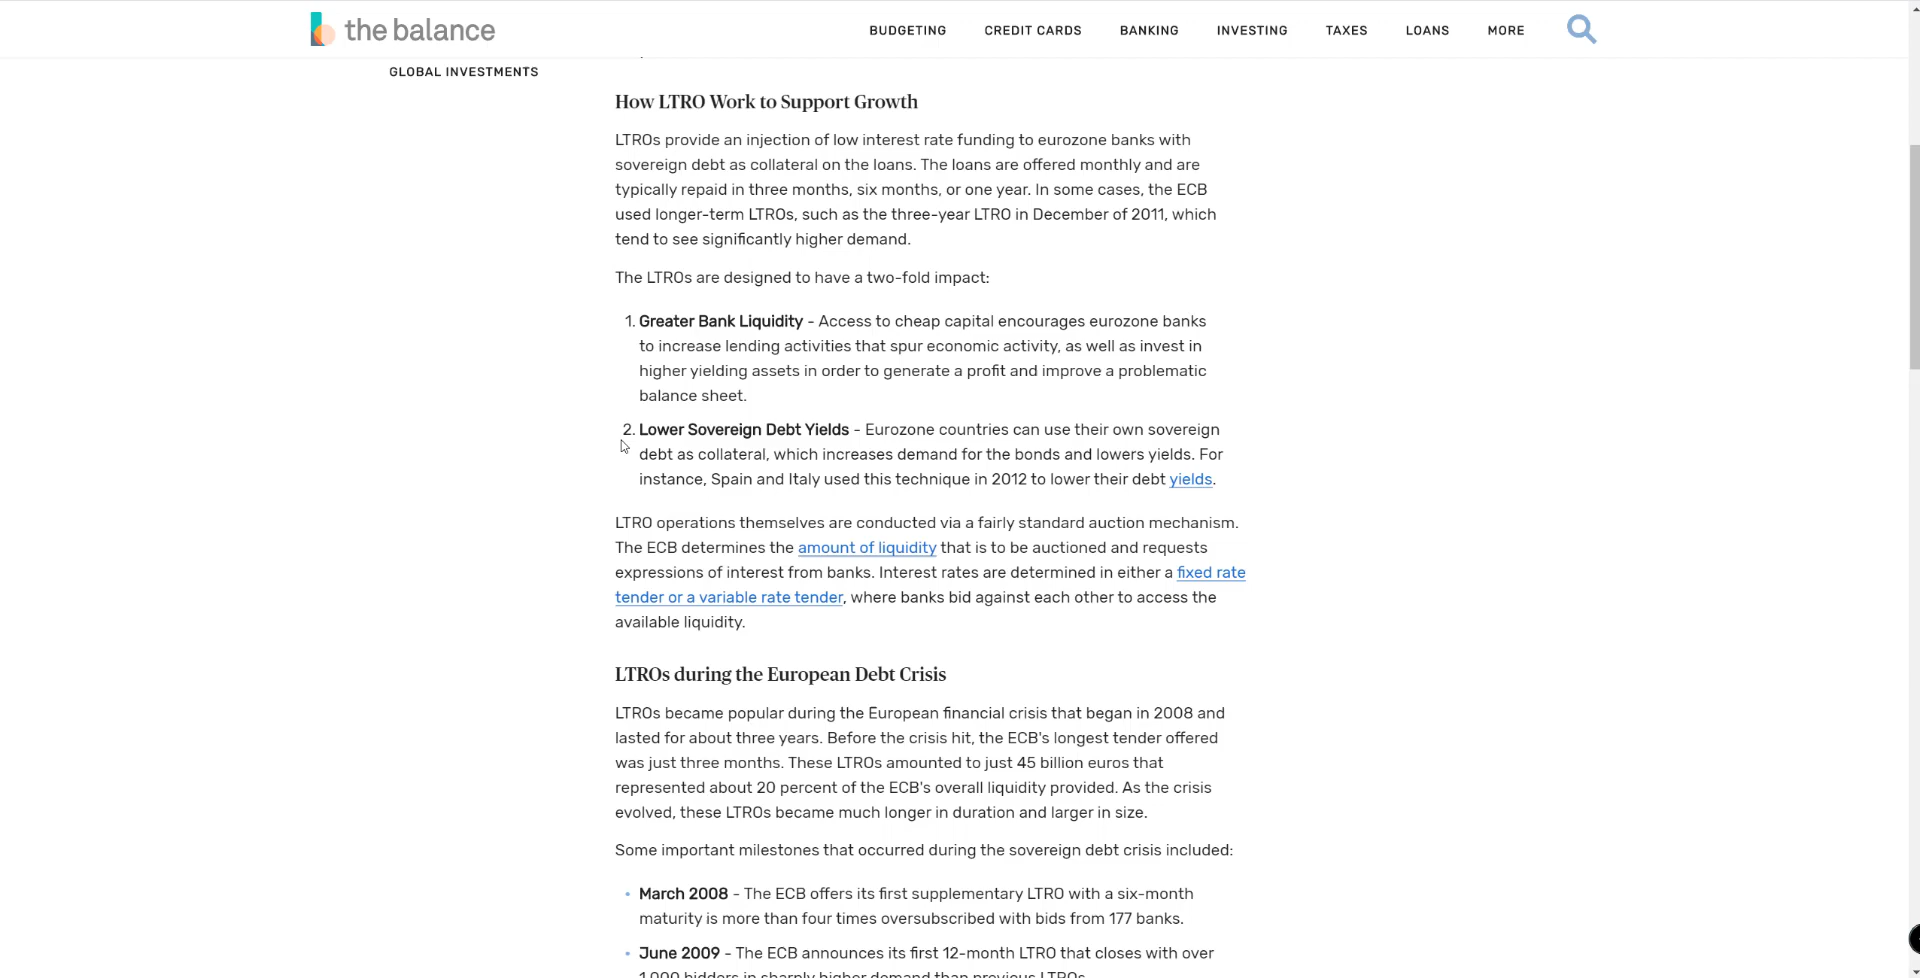 the balance
BUDGETING CREDIT CARDS BANKING INVESTING TAXES LOANS MORE
GLOBAL INVESTMENTS
How LTRO Work to Support Growth
LTROs provide an injection of low interest rate funding to eurozone banks with
sovereign debt as collateral on the loans. The loans are offered monthly and are
typically repaid in three months, six months, or one year. In some cases, the ECB
used longer-term LTROs, such as the three-year LTRO in December of 2011, which
tend to see significantly higher demand.
The LTROs are designed to have a two-fold impact:
1. Greater Bank Liquidity - Access to cheap capital encourages eurozone banks
to increase lending activities that spur economic activity, as well as invest in
higher yielding assets in order to generate a profit and improve a problematic
balance sheet.
2. Lower Sovereign Debt Yields - Eurozone countries can use their own sovereign
debt as collateral, which increases demand for the bonds and lowers yields. For
instance, Spain and Italy used this technique in 2012 to lower their debt yields.
LTRO operations themselves are conducted via a fairly standard auction mechanism.
The ECB determines the amount of liquidity that is to be auctioned and requests
expressions of interest from banks. Interest rates are determined in either a fixed rate
tender or a variable rate tender, where banks bid against each other to access the
available liquidity.
LTROs during the European Debt Crisis
LTROs became popular during the European financial crisis that began in 2008 and
lasted for about three years. Before the crisis hit, the ECB's longest tender offered
was just three months. These LTROs amounted to just 45 billion euros that
represented about 20 percent of the ECB's overall liquidity provided. As the crisis
evolved, these LTROs became much longer in duration and larger in size.
Some important milestones that occurred during the sovereign debt crisis included:
• March 2008 - The ECB offers its first supplementary LTRO with a six-month
maturity is more than four times oversubscribed with bids from 177 banks.
• June 2009 - The ECB announces its first 12-month LTRO that closes with over
1,000 bidders in sharply higher demand than previous LTROs.